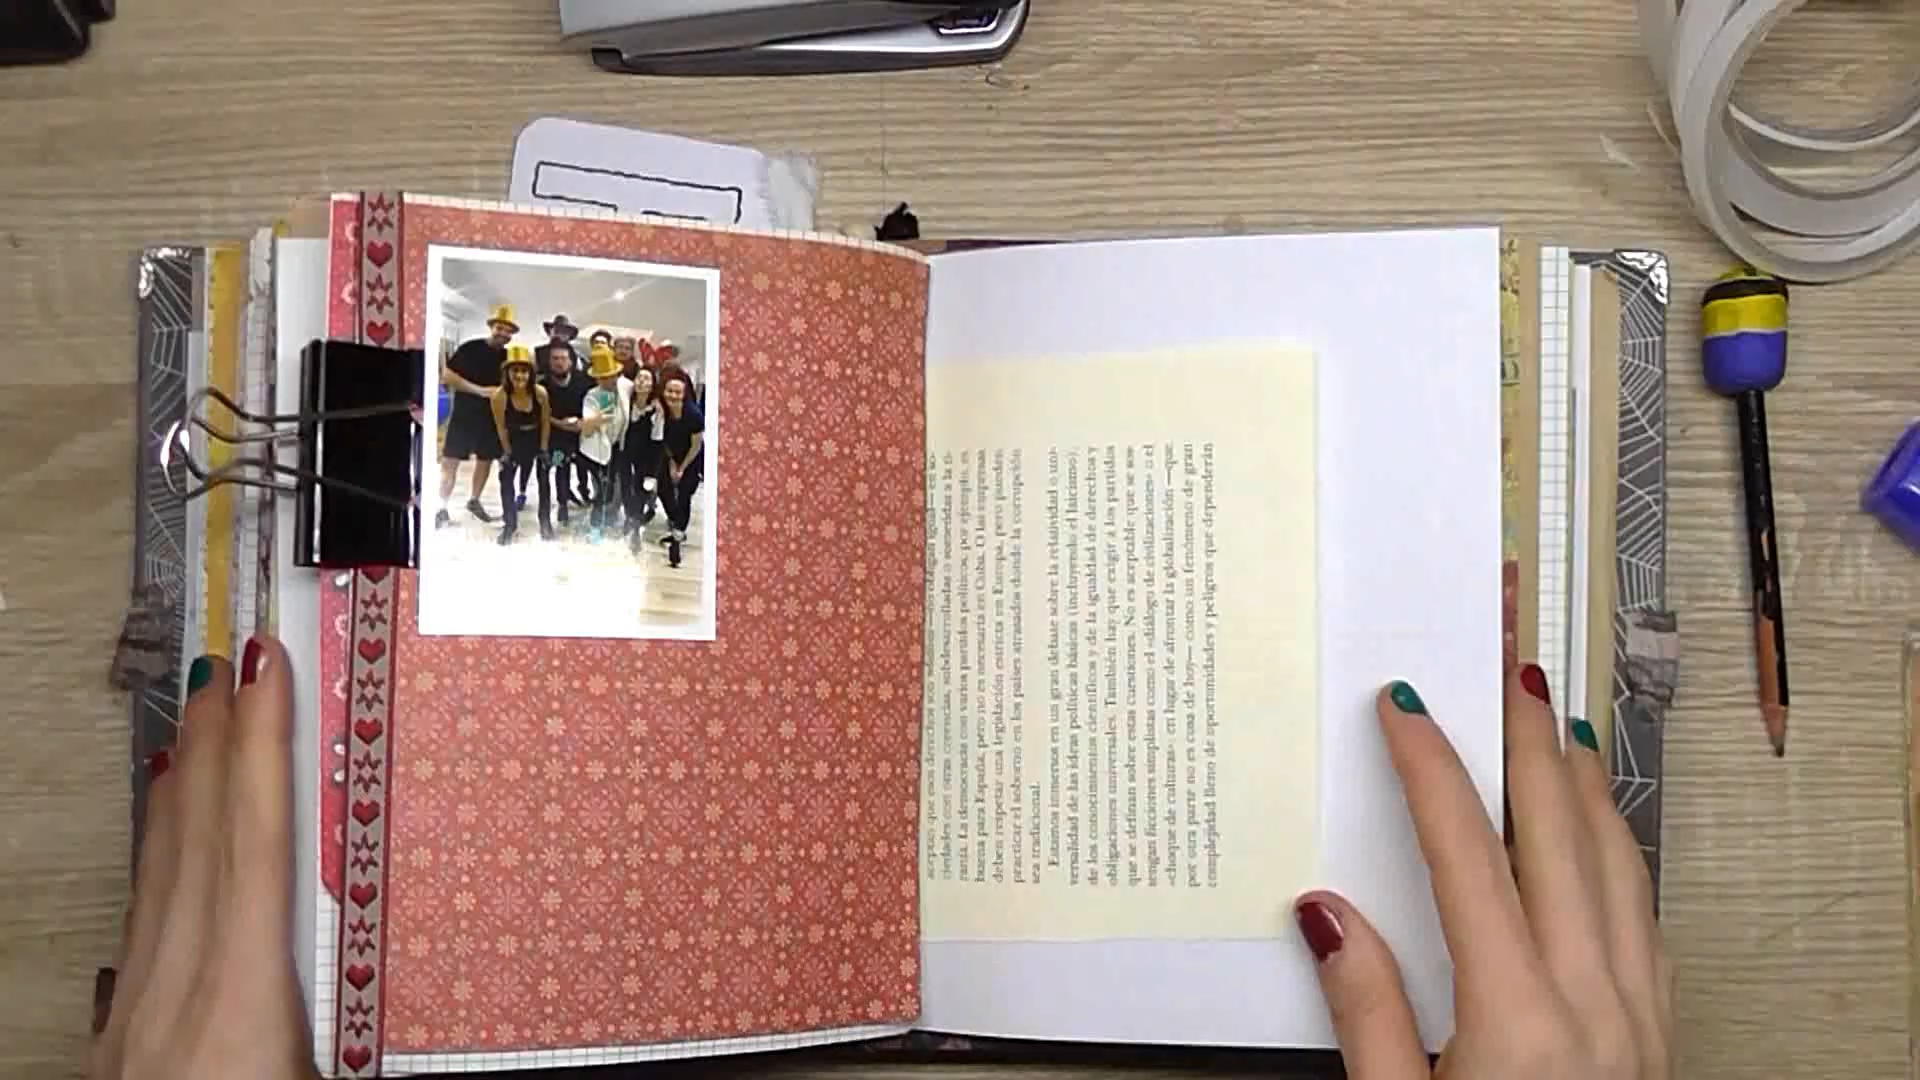 acepto que esos derechos son
ciedades con otras creencias, subdesarrolladas o sometidas a la ti-
ranía. La democracia con varios partidos políticos, por ejemplo, es
buena para España, pero no es necesaria en Cuba. O las empresas
deben respetar una legislación estricta en Europa, pero pueden
practicar el soborno en los países atrasados donde la corrupción
sea tradicional.
Estamos inmersos en un gran debate sobre la relatividad o uni-
versalidad de las ideas políticas básicas (incluyendo el laicismo),
de los conocimientos científicos y de la igualdad de derechos y
obligaciones universales. También hay que exigir a los partidos
que se definan sobre estas cuestiones. No es aceptable que se sos-
tengan ficciones simplistas como el «diálogo de civilizaciones» o el
«choque de culturas» en lugar de afrontar la globalización —que,
por otra parte no es cosa de hoy— como un fenómeno de gran
complejidad lleno de oportunidades y peligros que dependerán